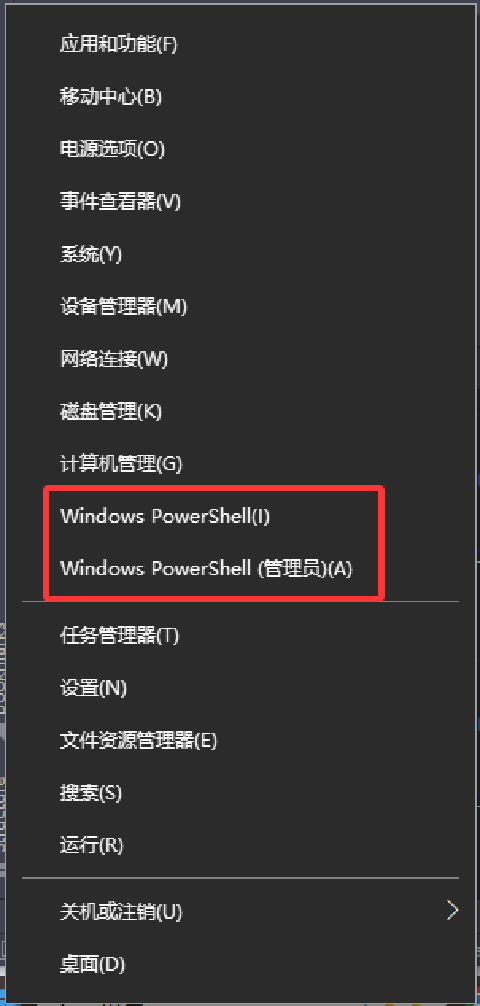 应用和功能(F)
移动中心(B)
电源选项(O)
事件查看器(V)
系统(Y)
设备管理器(M)
网络连接(W)
磁盘管理(K)
计算机管理(G)
Windows PowerShell(I)
Windows PowerShell (管理员)(A)
任务管理器(T)
设置(N)
文件资源管理器(E)
搜索(S)
运行(R)
关机或注销(U)
桌面(D)